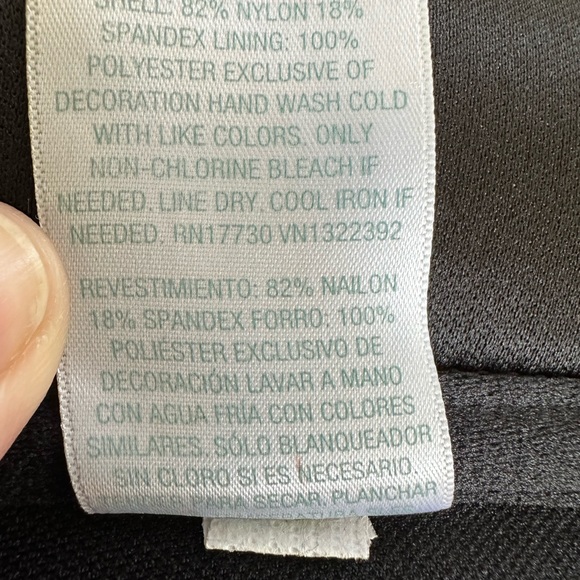 SHELL: 82% NYLON 18%
SPANDEX LINING: 100%
POLYESTER EXCLUSIVE OF
DECORATION HAND WASH COLD
WITH LIKE COLORS. ONLY
NON-CHLORINE BLEACH IF
NEEDED. LINE DRY. COOL IRON IF
NEEDED. RN17730 VN1322392
REVESTIMIENTO: 82% NAILON
18% SPANDEX FORRO: 100%
POLIÉSTER EXCLUSIVO DE
DECORACIÓN LAVAR A MANO
CON AGUA FRÍA CON COLORES
SIMILARES. SÓLO BLANQUEADOR
SIN CLORO SI ES NECESARIO.
PARA SECAR. PLANCHAR